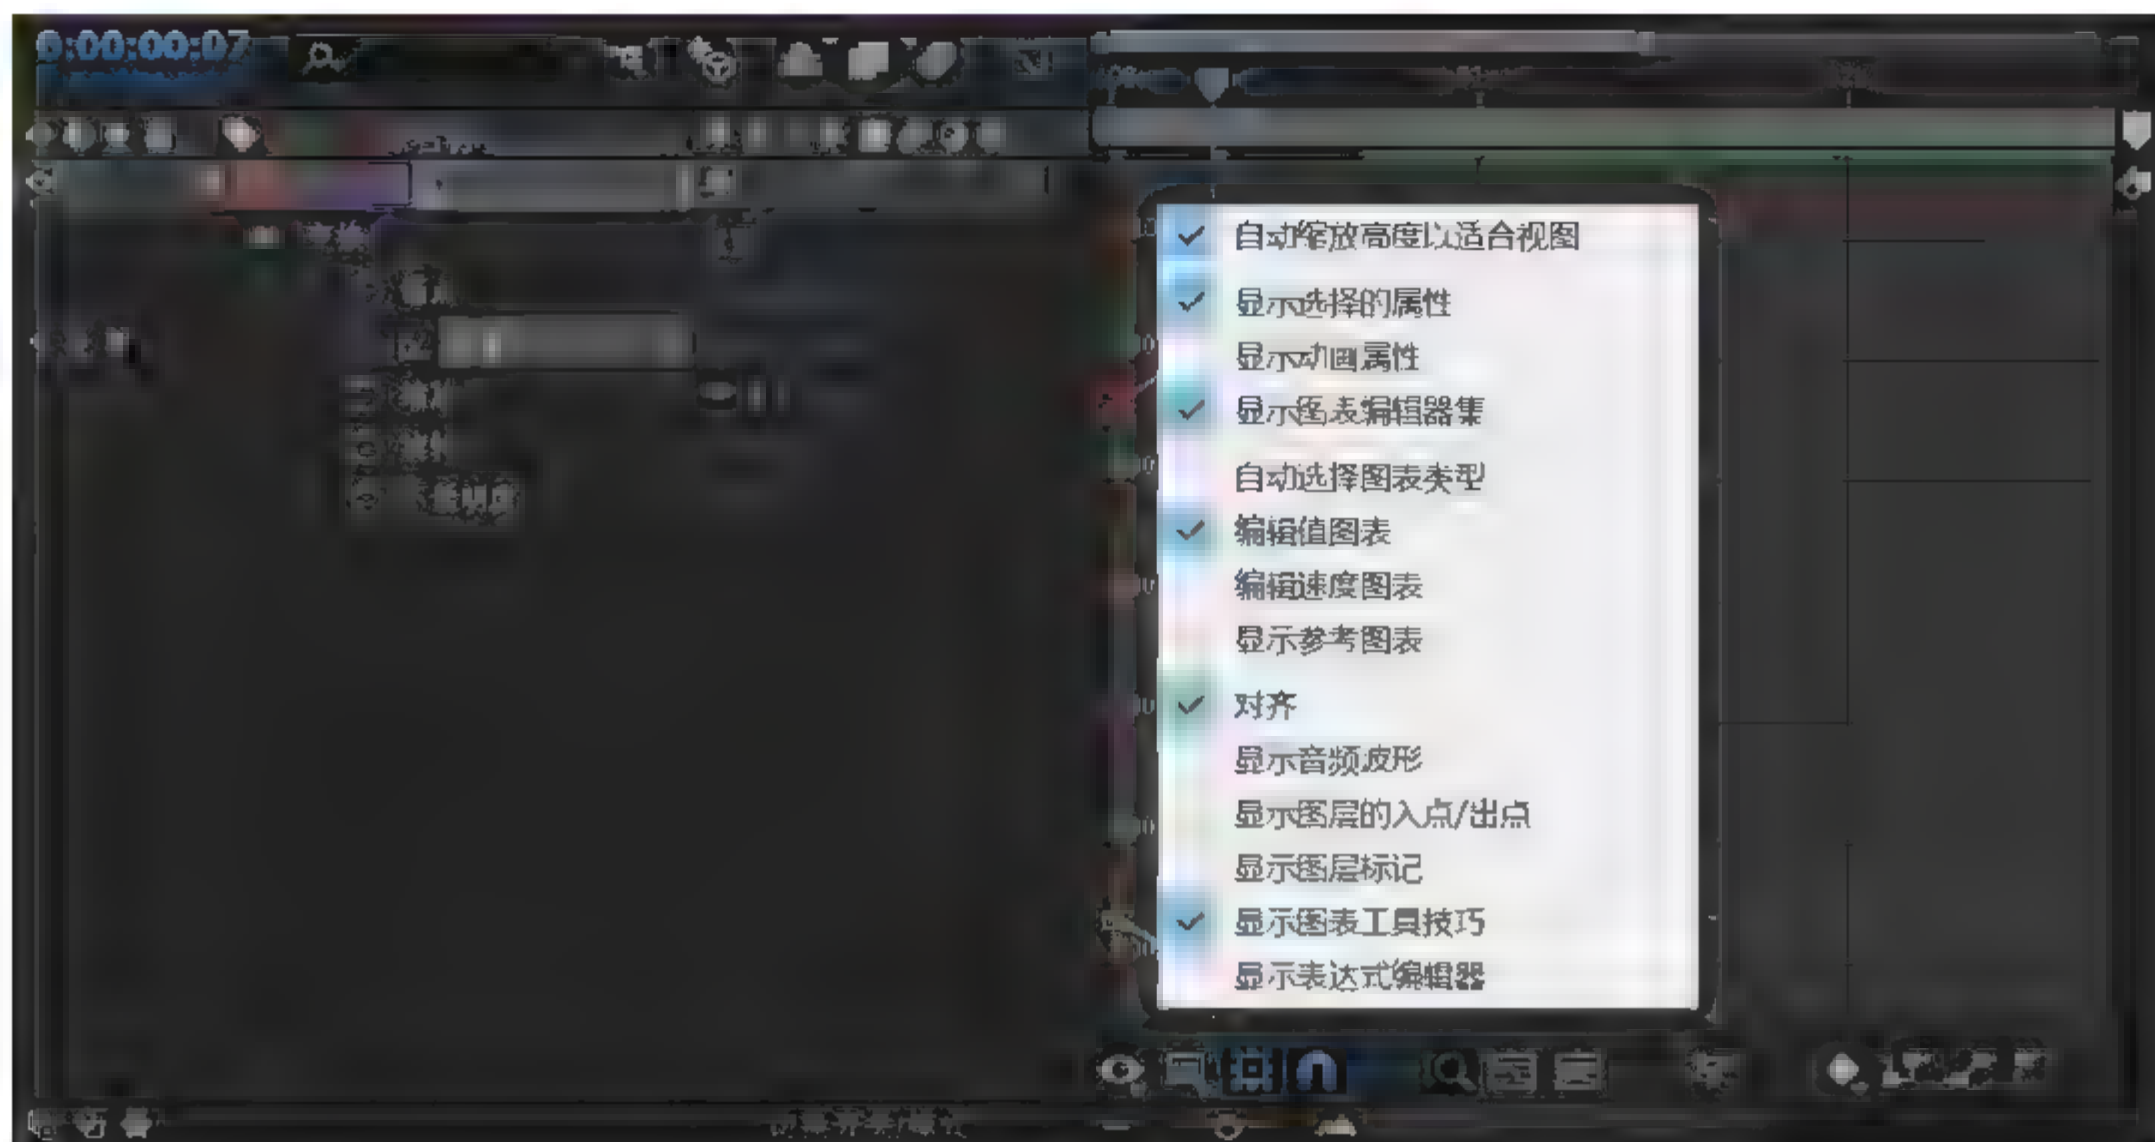 0:00:00:07
自动缩放高度以适合视图
显示选择的属性
显示动画属性
显示图表编辑器集
自动选择图表类型
编辑值图表
编辑速度图表
显示参考图表
对齐
显示音频波形
显示图层的入点/出点
显示图层标记
显示图表工具技巧
显示表达式编辑器